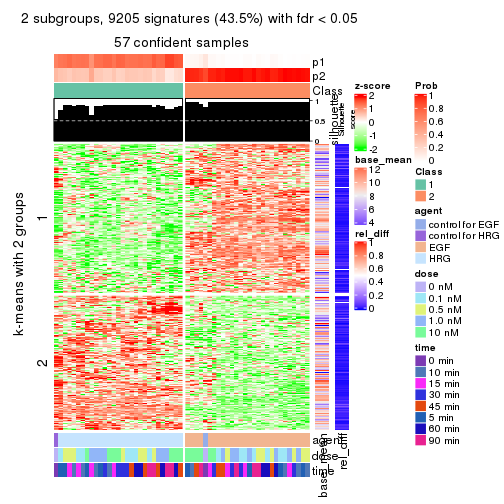 2 subgroups, 9205 signatures (43.5%) with fdr < 0.05
57 confident samples
p1
p2
Class
1
0.5
0
silhouette
Silhouette
score
k-means with 2 groups
1
2
agent
dose
time
base_mean
rel_diff
z-score
2
1
0
-1
-2
base_mean
12
10
8
6
4
rel_diff
1
0.8
0.6
0.4
0.2
0
Prob
1
0.8
0.6
0.4
0.2
0
Class
1
2
agent
control for EGF
control for HRG
EGF
HRG
dose
0 nM
0.1 nM
0.5 nM
1.0 nM
10 nM
time
0 min
10 min
15 min
30 min
45 min
5 min
60 min
90 min